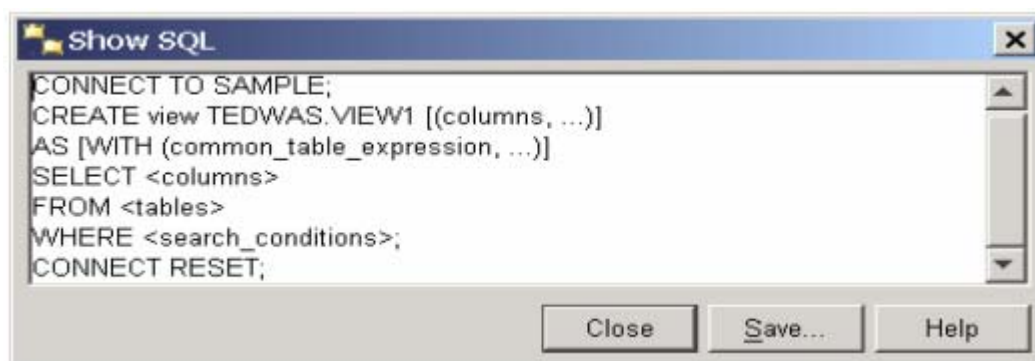 Show SQL
CONNECT TO SAMPLE;
CREATE view TEDWAS.VIEW1 [(columns, ...)]
AS [WITH (common_table_expression, ...)]
SELECT <columns>
FROM <tables>
WHERE <search_conditions>;
CONNECT RESET;
Close Save... Help